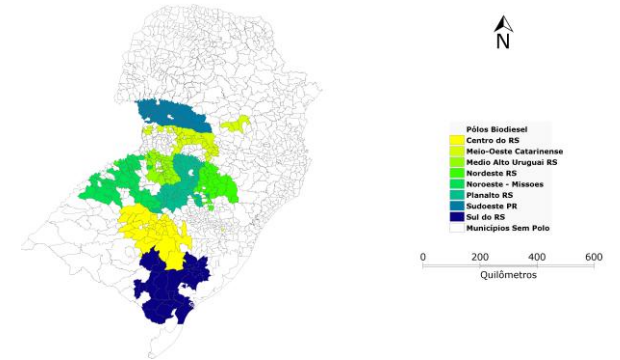 N
Pólos Biodiesel
Centro do RS
Meio-Oeste Catarinense
Medio Alto Uruguai RS
Nordeste RS
Noroeste - Missoes
Planalto RS
Sudoeste PR
Sul do RS
Municipios Sem Polo
0 200 400 600
Quilômetros